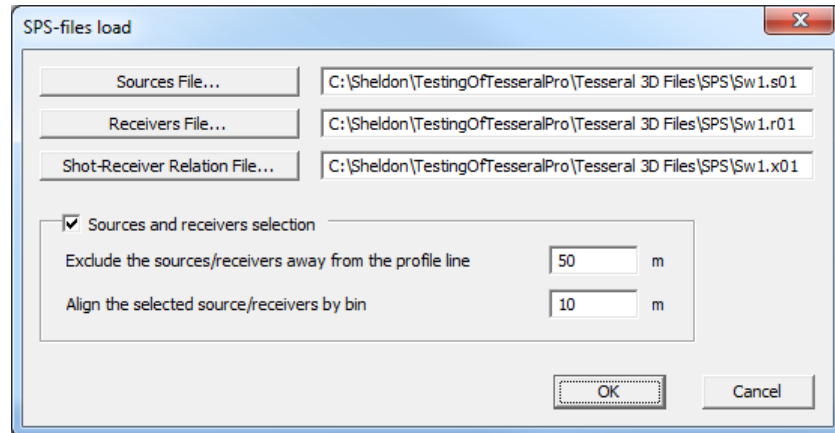 SPS-files load
Sources File... C:\Sheldon\TestingOfTesseralPro\Tesseral 3D Files\SPS\Sw1.s01
Receivers File... C:\Sheldon\TestingOfTesseralPro\Tesseral 3D Files\SPS\Sw1.r01
Shot-Receiver Relation File... C:\Sheldon\TestingOfTesseralPro\Tesseral 3D Files\SPS\Sw1.x01
Sources and receivers selection
Exclude the sources/receivers away from the profile line 50 m
Align the selected source/receivers by bin 10 m
OK Cancel